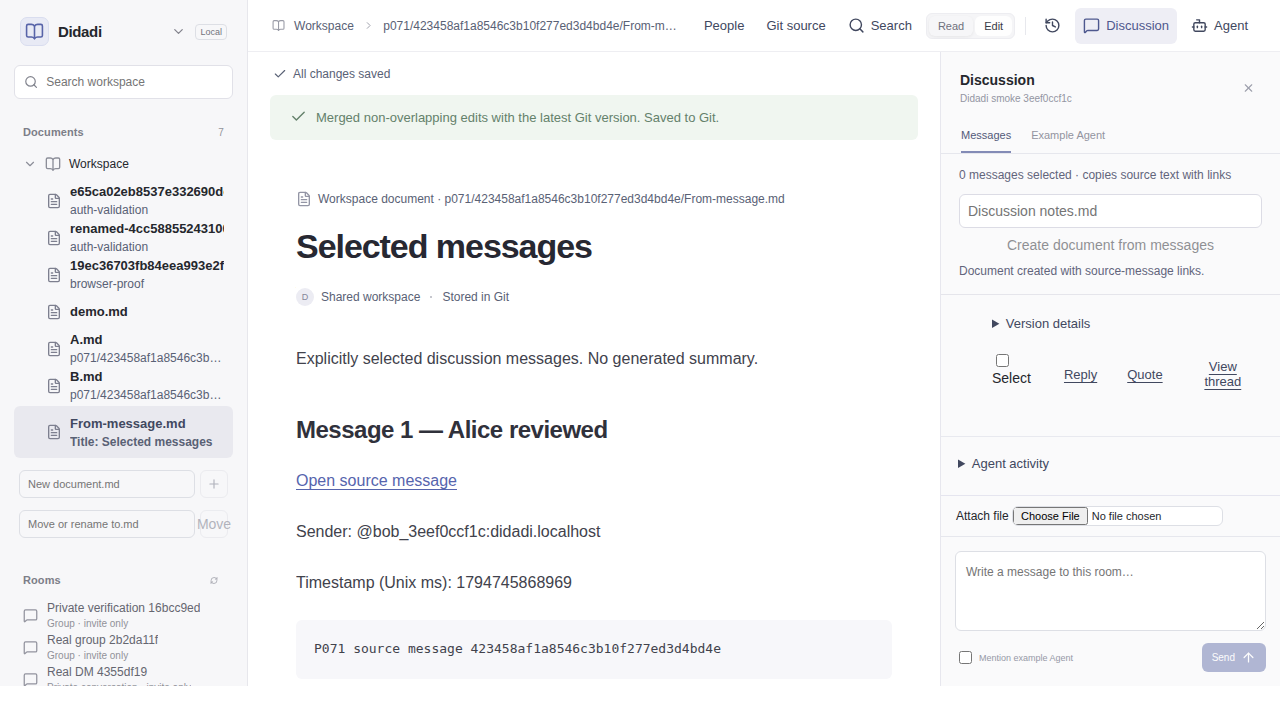 Didadi
Local
Search workspace
Documents 7
Workspace
e65ca02eb8537e332690d
auth-validation
renamed-4cc5885524310
auth-validation
19ec36703fb84eea993e2f
browser-proof
demo.md
A.md
p071/423458af1a8546c3b…
B.md
p071/423458af1a8546c3b…
From-message.md
Title: Selected messages
New document.md
Move or rename to.md
Move
Rooms
Private verification 16bcc9ed
Group · invite only
Real group 2b2da11f
Group · invite only
Real DM 4355df19
Private conversation · invite only
Workspace
p071/423458af1a8546c3b10f277ed3d4bd4e/From-m…
People
Git source
Search
Read
Edit
Discussion
Agent
All changes saved
Merged non-overlapping edits with the latest Git version. Saved to Git.
Workspace document · p071/423458af1a8546c3b10f277ed3d4bd4e/From-message.md
Selected messages
D
Shared workspace · Stored in Git
Explicitly selected discussion messages. No generated summary.
Message 1 — Alice reviewed
Open source message
Sender: @bob_3eef0ccf1c:didadi.localhost
Timestamp (Unix ms): 1794745868969
P071 source message 423458af1a8546c3b10f277ed3d4bd4e
Discussion
Didadi smoke 3eef0ccf1c
Messages
Example Agent
0 messages selected · copies source text with links
Discussion notes.md
Create document from messages
Document created with source-message links.
Version details
Select
Reply
Quote
View
thread
Agent activity
Attach file Choose File No file chosen
Write a message to this room…
Mention example Agent
Send